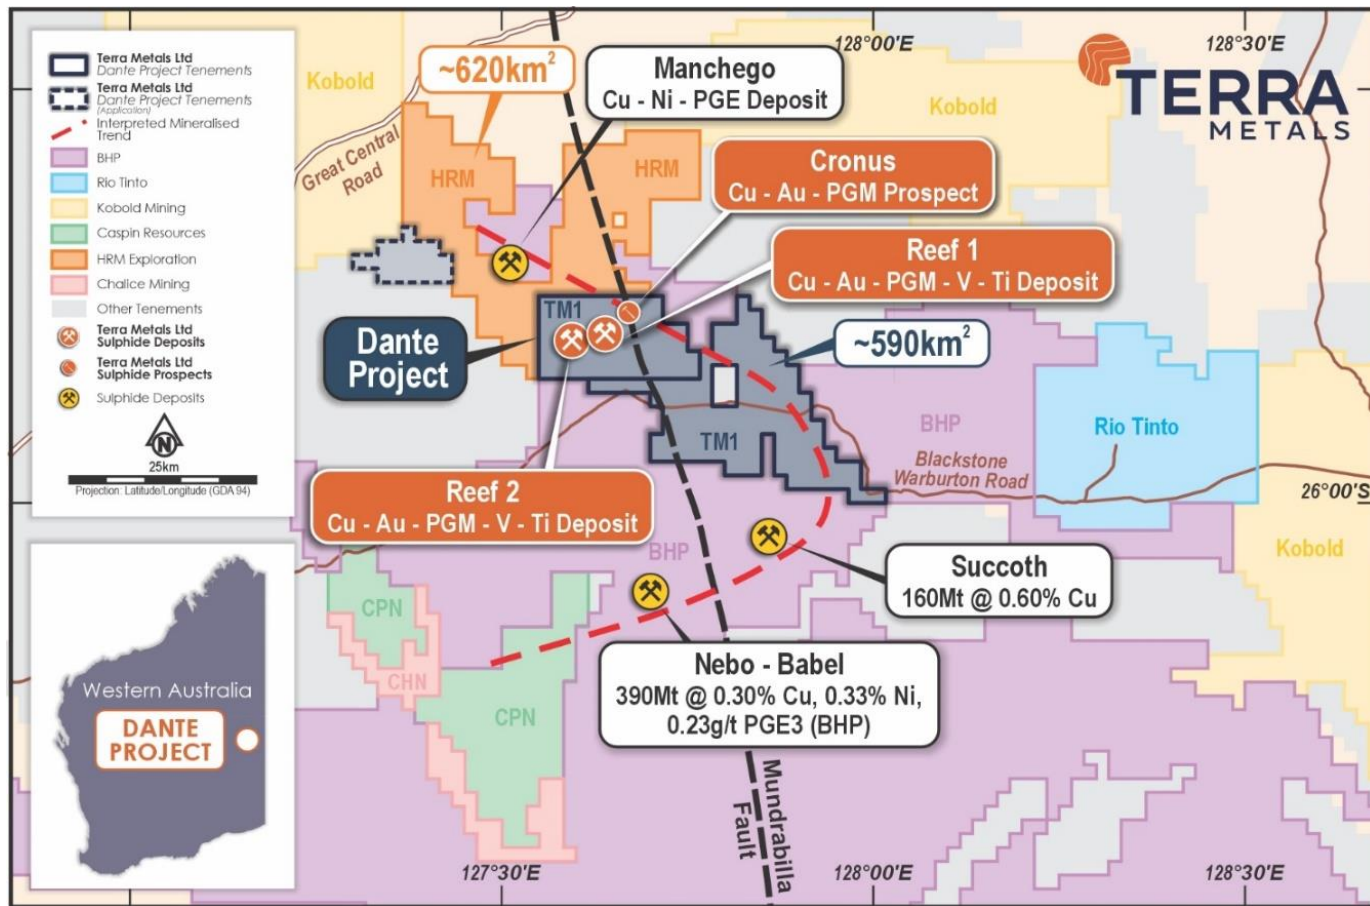 Terra Metals Ltd
Dante Project Tenements
Terra Metals Ltd
Dante Project Tenements
(Application)
Interpreted Mineralised
Trend
BHP
Rio Tinto
Kobold Mining
Caspin Resources
HRM Exploration
Chalice Mining
Other Tenements
Terra Metals Ltd
Sulphide Deposits
Terra Metals Ltd
Sulphide Prospects
Sulphide Deposits
N
25km
Projection: Latitude/Longitude (GDA 94)
Western Australia
DANTE
PROJECT
128°00'E
128°30'E
TERRA
METALS
Kobold
~620km²
Manchego
Cu - Ni - PGE Deposit
Kobold
Great Central
Road
HRM
HRM
Cronus
Cu - Au - PGM Prospect
Reef 1
Cu - Au - PGM - V - Ti Deposit
TM1
Dante
Project
~590km²
TM1
BHP
Rio Tinto
Blackstone
Warburton Road
26°00'S
Reef 2
Cu - Au - PGM - V - Ti Deposit
BHP
Kobold
Succoth
160Mt @ 0.60% Cu
CPN
CHN
CPN
Nebo - Babel
390Mt @ 0.30% Cu, 0.33% Ni,
0.23g/t PGE3 (BHP)
Mundrabilla
Fault
127°30'E
128°00'E
128°30'E